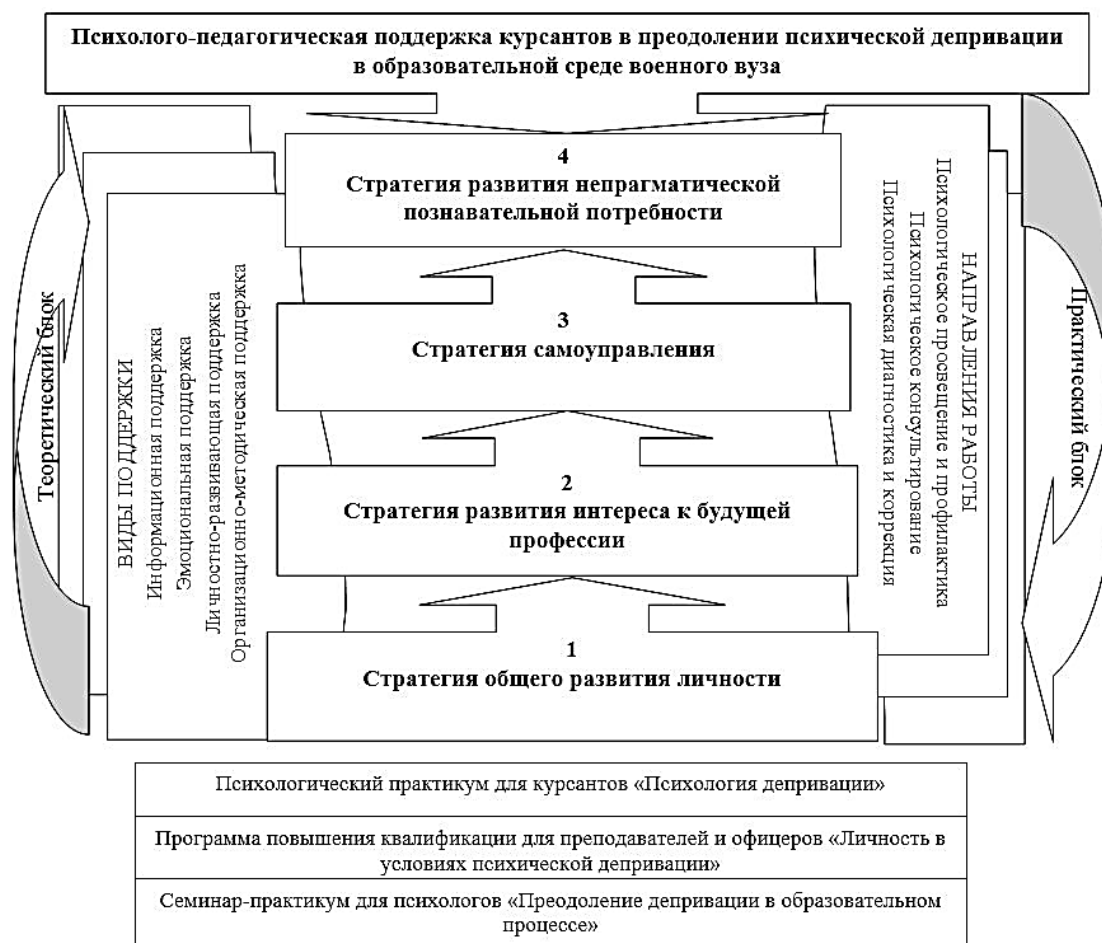 Психолого-педагогическая поддержка курсантов в преодолении психической депривации
в образовательной среде военного вуза
4
Стратегия развития непрагматической
познавательной потребности
3
Стратегия самоуправления
2
Стратегия развития интереса к будущей
профессии
1
Стратегия общего развития личности
Теоретический блок
ВИДЫ ПОДДЕРЖКИ
Информационная поддержка
Эмоциональная поддержка
Личностно-развивающая поддержка
Организационно-методическая поддержка
НАПРАВЛЕНИЯ РАБОТЫ
Психологическое просвещение и профилактика
Психологическое консультирование
Психологическая диагностика и коррекция
Практический блок
Психологический практикум для курсантов «Психология депривации»
Программа повышения квалификации для преподавателей и офицеров «Личность в
условиях психической депривации»
Семинар-практикум для психологов «Преодоление депривации в образовательном
процессе»